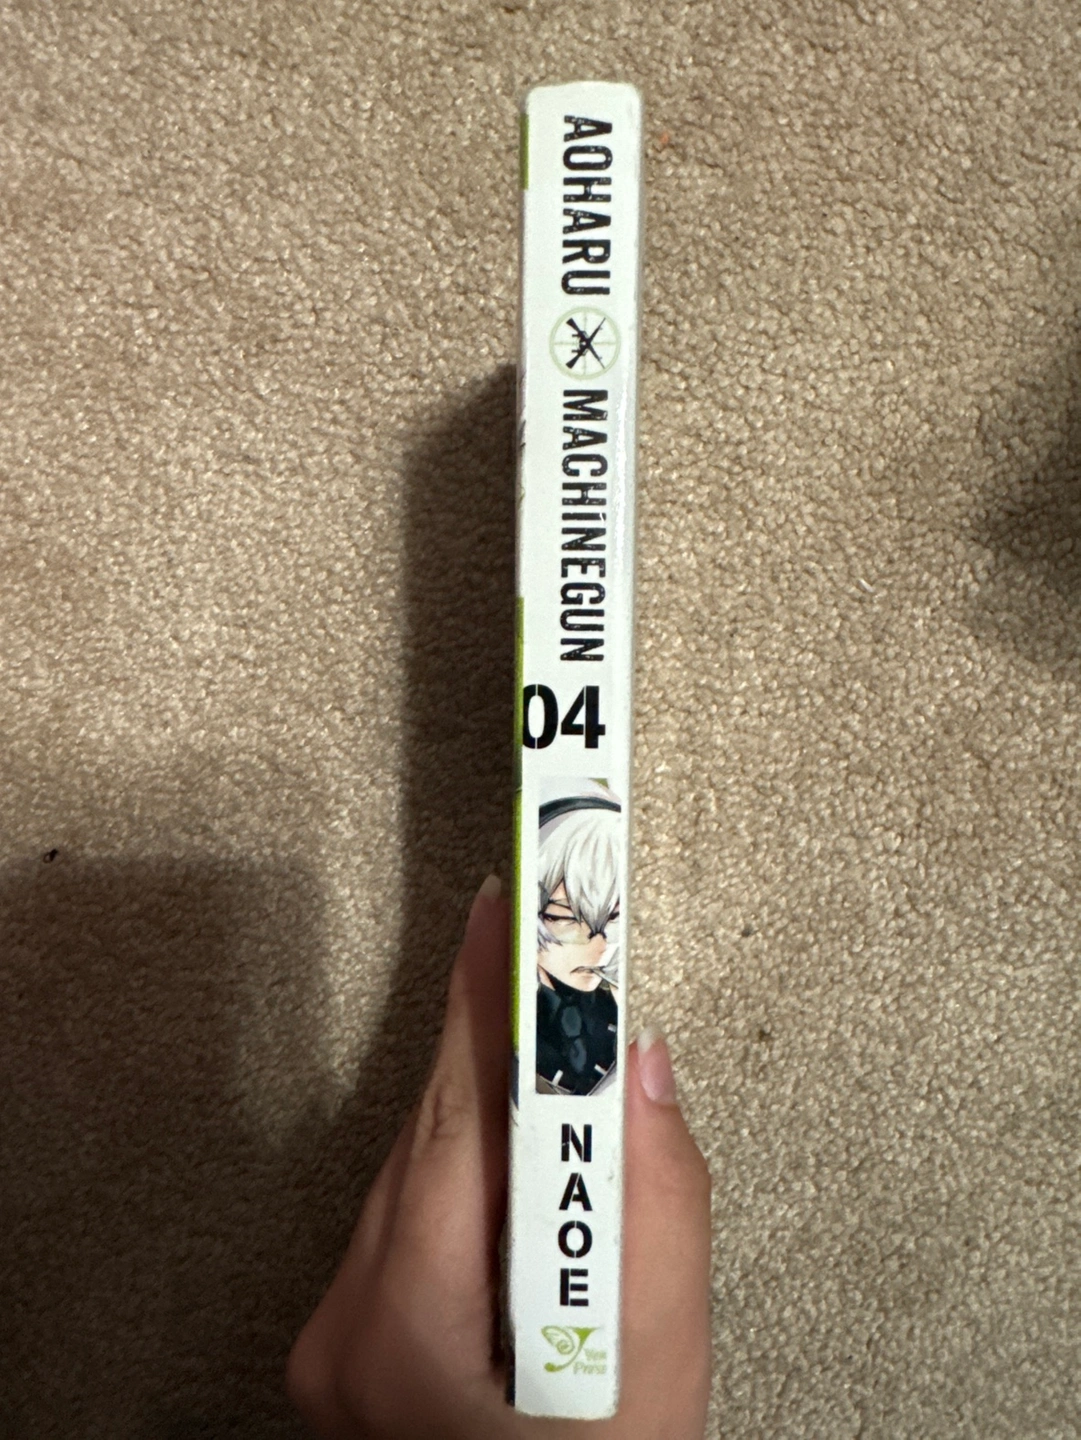 AOHARU X MACHINEGUN
04
NAOE
Yen
Press